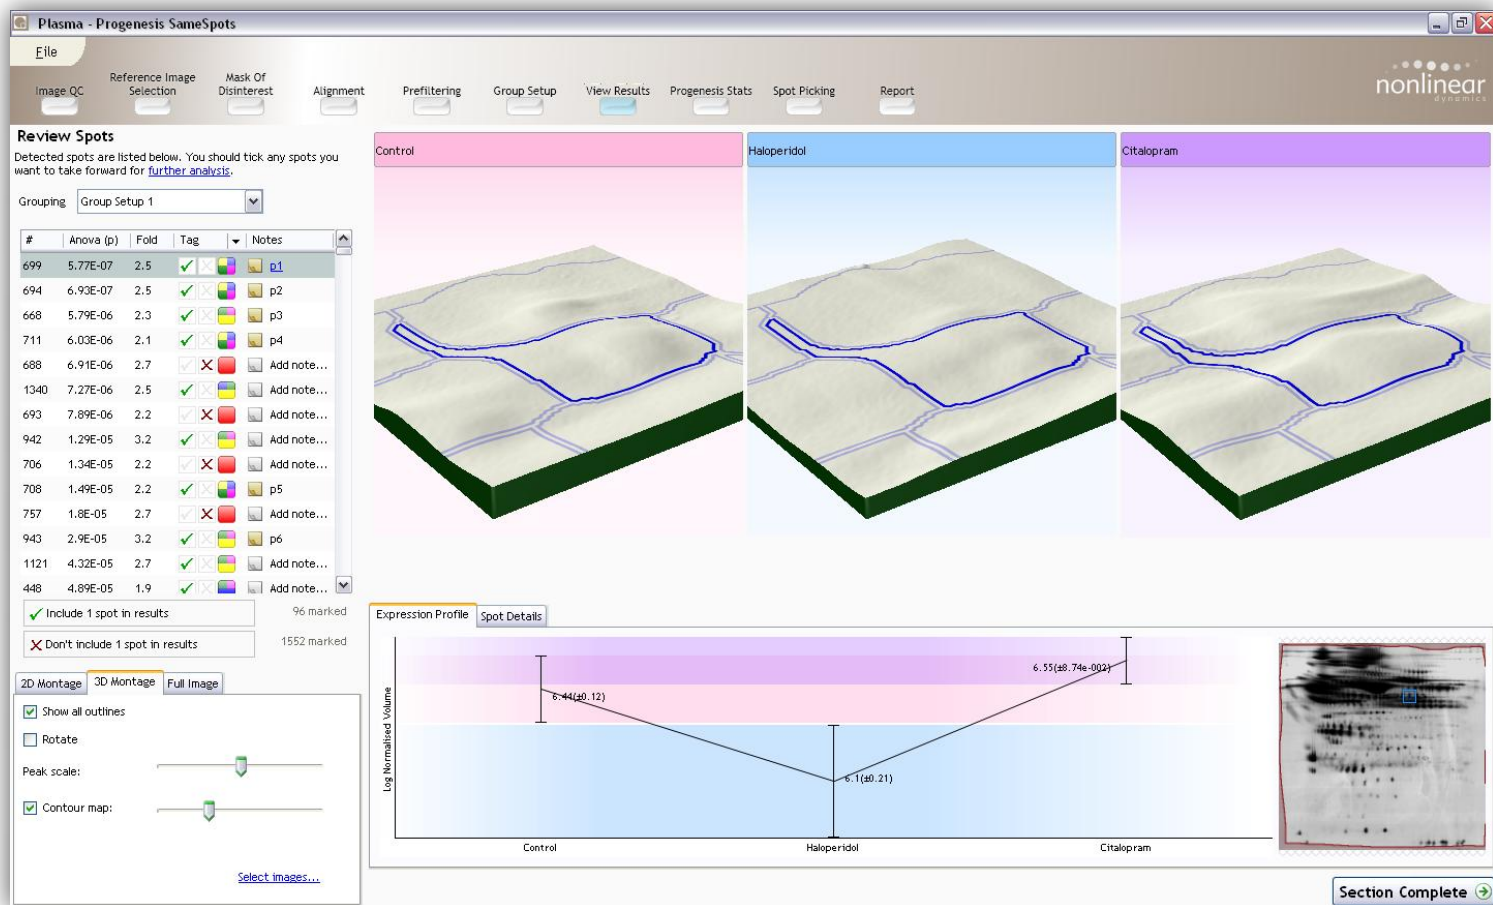 Plasma - Progenesis SameSpots
File
Image QC
Reference Image Selection
Mask Of Disinterest
Alignment
Prefiltering
Group Setup
View Results
Progenesis Stats
Spot Picking
Report
nonlinear
dynamics
Review Spots
Detected spots are listed below. You should tick any spots you
want to take forward for further analysis.
Grouping Group Setup 1
# Anova (p) Fold Tag Notes
699 5.77E-07 2.5 p1
694 6.93E-07 2.5 p2
668 5.79E-06 2.3 p3
711 6.03E-06 2.1 p4
688 6.91E-06 2.7 Add note...
1340 7.27E-06 2.5 Add note...
693 7.89E-06 2.2 Add note...
942 1.29E-05 3.2 Add note...
706 1.34E-05 2.2 Add note...
708 1.49E-05 2.2 p5
757 1.8E-05 2.7 Add note...
943 2.9E-05 3.2 p6
1121 4.32E-05 2.7 Add note...
448 4.89E-05 1.9 Add note...
Include 1 spot in results 96 marked
Don't include 1 spot in results 1552 marked
2D Montage 3D Montage Full Image
Show all outlines
Rotate
Peak scale:
Contour map:
Select images...
Control
Haloperidol
Citalopram
Expression Profile Spot Details
Log Normalised Volume
6.44(±0.12)
6.1(±0.21)
6.55(±8.74e-002)
Control
Haloperidol
Citalopram
Section Complete